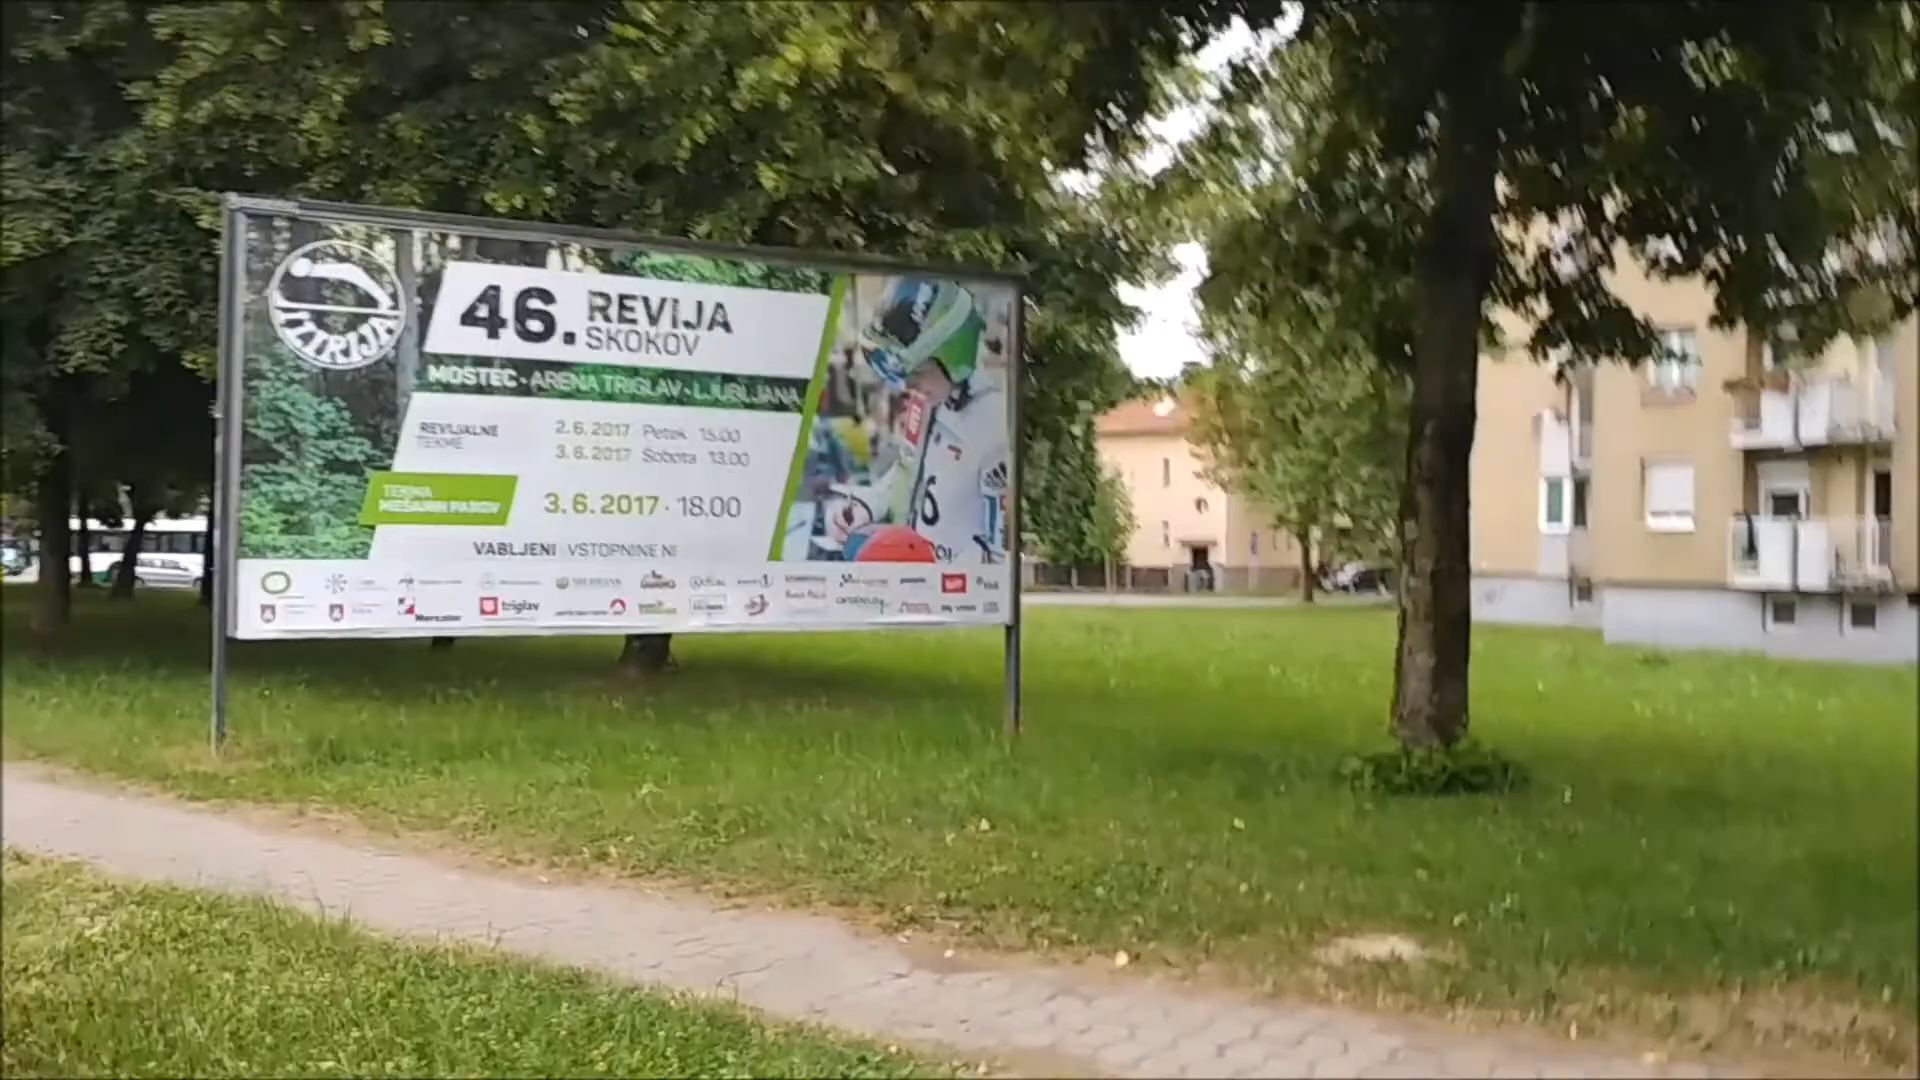 ILIRIJA
46. REVIJA
SKOKOV
MOSTEC · ARENA TRIGLAV · LJUBLJANA
REVIJALNE
TEKME
2.6.2017 Petek 15.00
3.6.2017 Sobota 13.00
TEKMA
MEŠANIH PAROV
3.6.2017 · 18.00
VABLJENI VSTOPNINE NI
Mercator
triglav